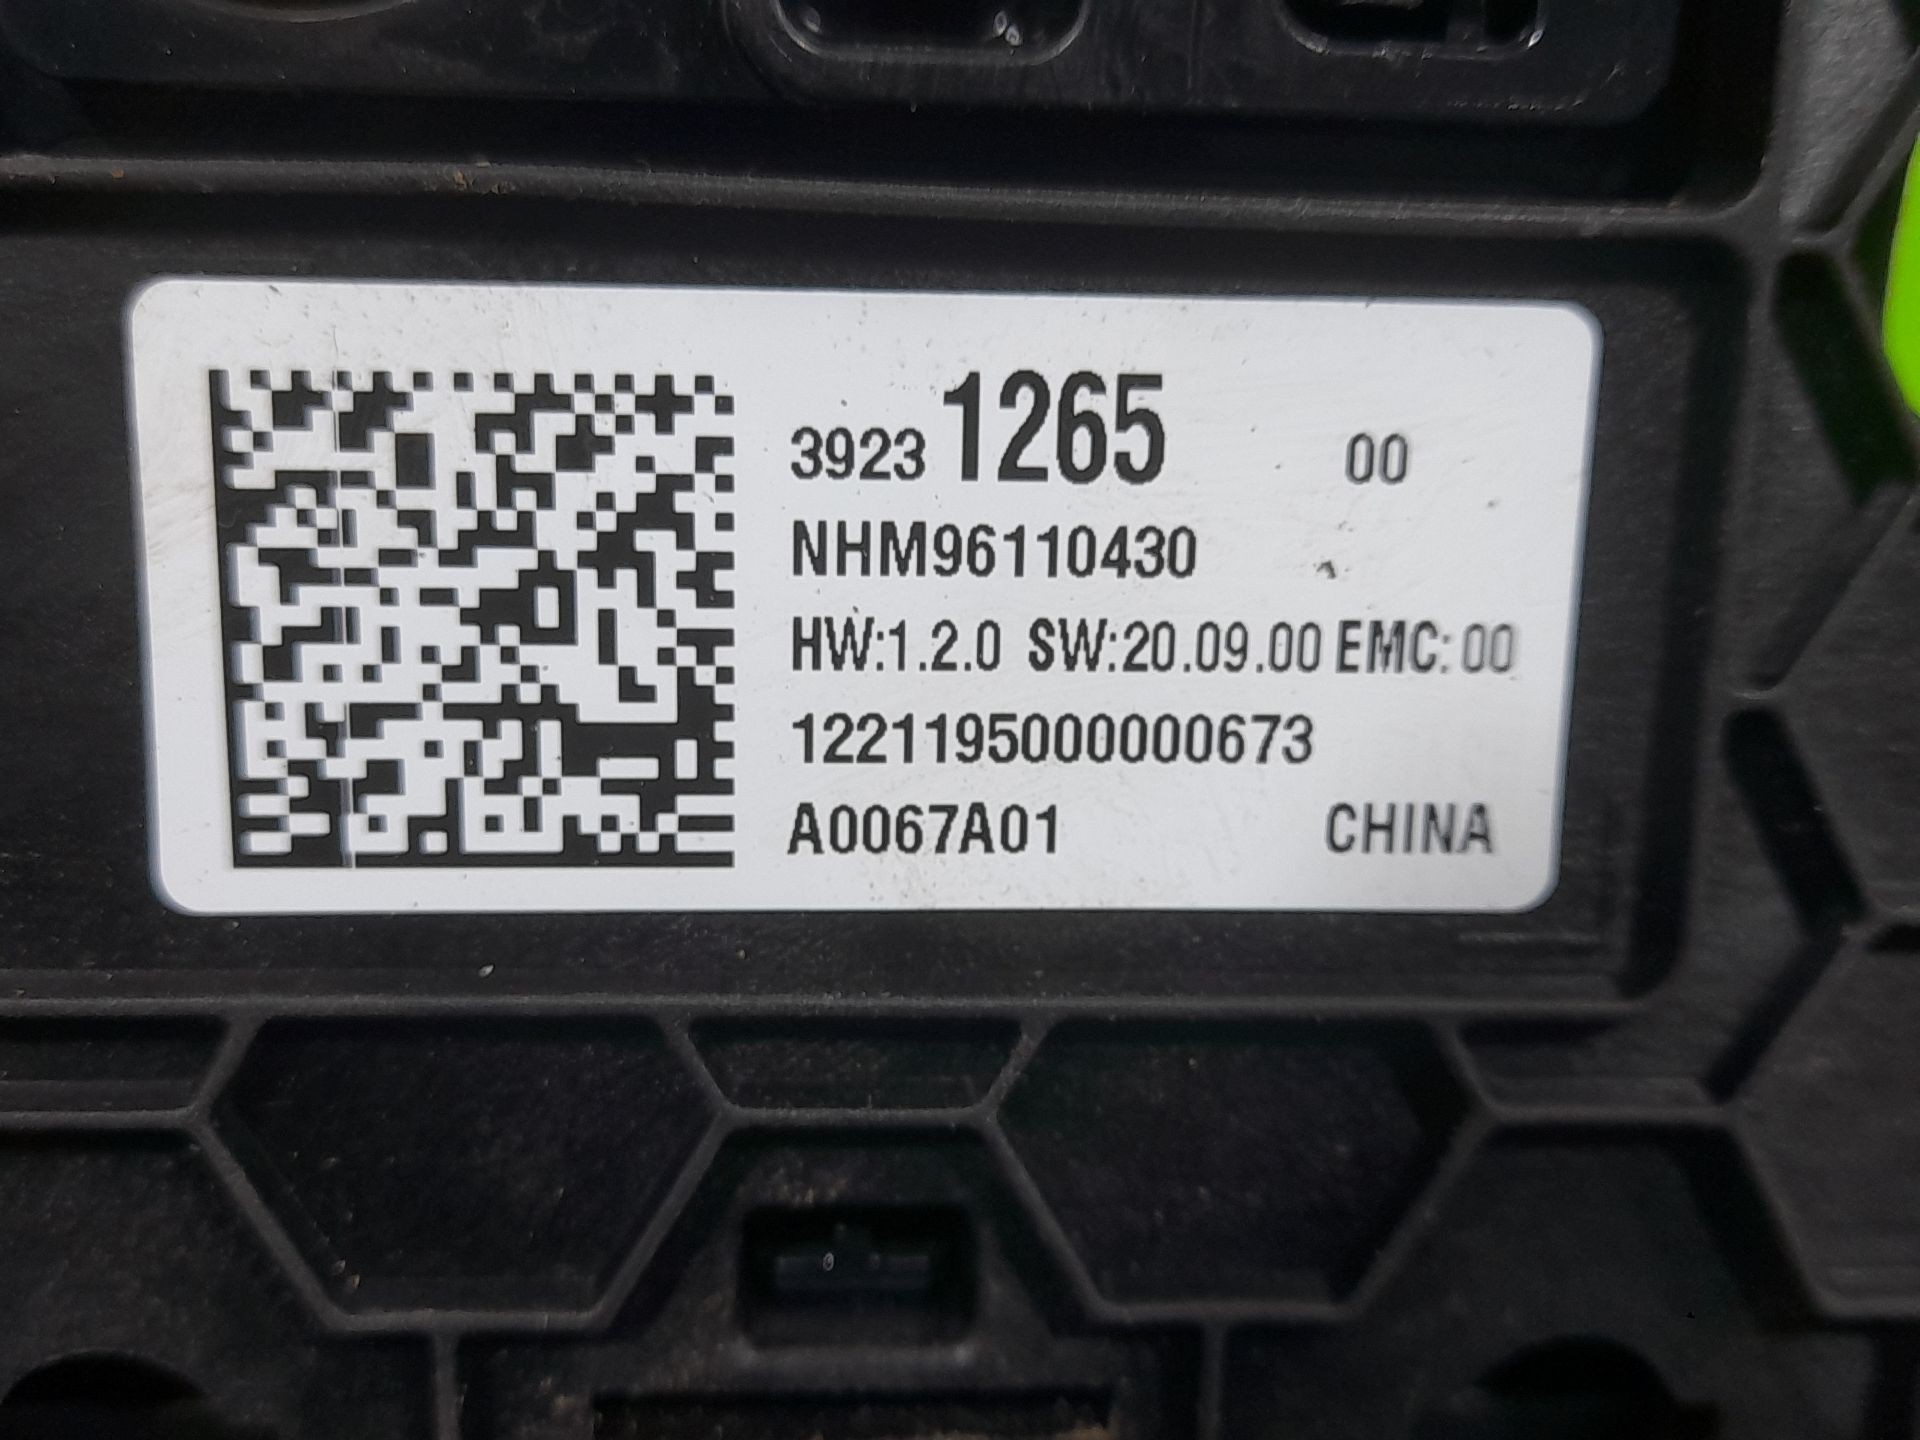 3923 1265 00
NHM96110430
HW:1.2.0 SW:20.09.00 EMC:00
1221195000000673
A0067A01 CHINA